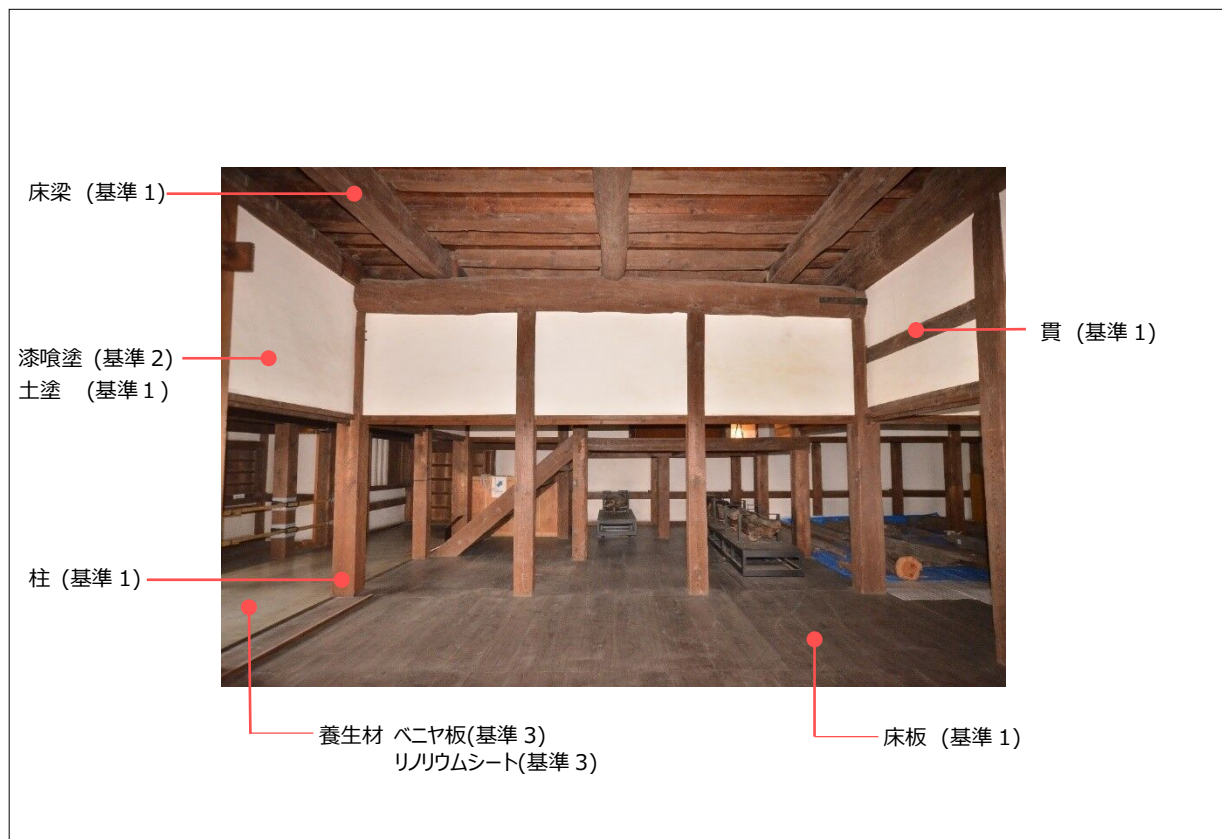 床梁 (基準 1)
漆喰塗 (基準 2)
土塗 (基準 1)
貫 (基準 1)
柱 (基準 1)
養生材 ベニヤ板(基準 3)
リノリウムシート(基準 3)
床板 (基準 1)